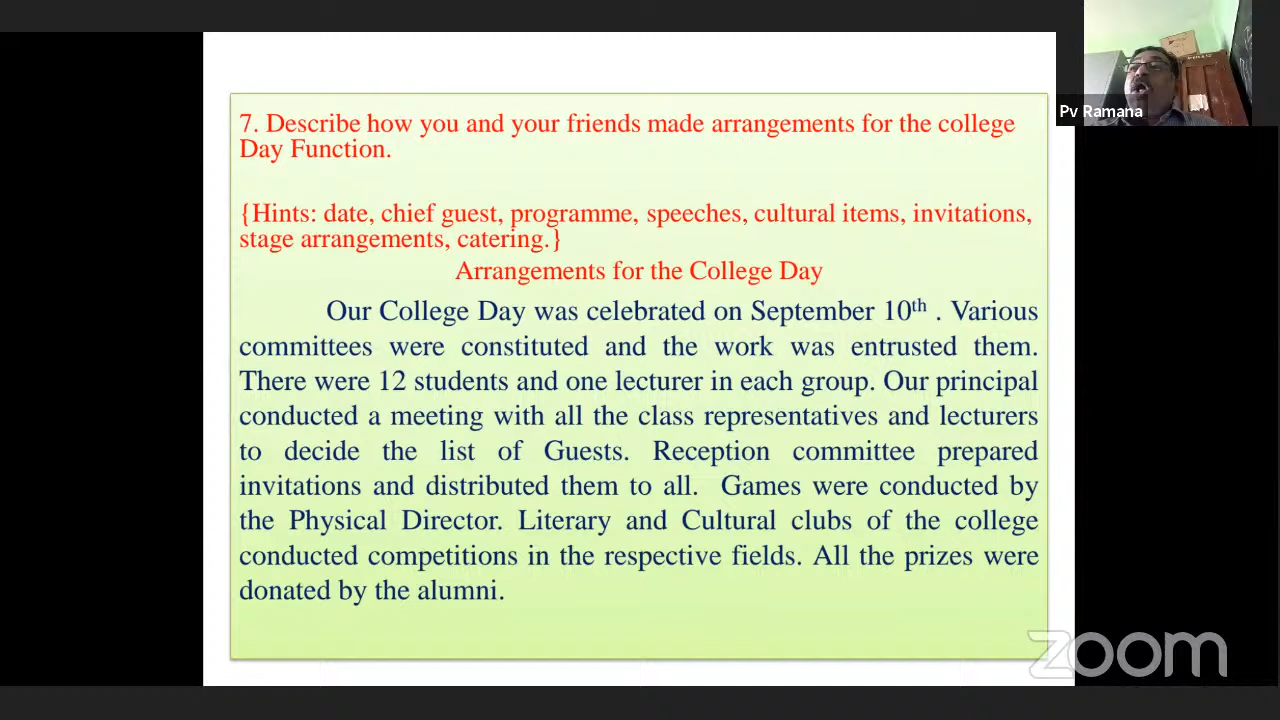 Pv Ramana
7. Describe how you and your friends made arrangements for the college
Day Function.
{Hints: date, chief guest, programme, speeches, cultural items, invitations,
stage arrangements, catering.}
Arrangements for the College Day
Our College Day was celebrated on September 10th . Various
committees were constituted and the work was entrusted them.
There were 12 students and one lecturer in each group. Our principal
conducted a meeting with all the class representatives and lecturers
to decide the list of Guests. Reception committee prepared
invitations and distributed them to all. Games were conducted by
the Physical Director. Literary and Cultural clubs of the college
conducted competitions in the respective fields. All the prizes were
donated by the alumni.
zoom